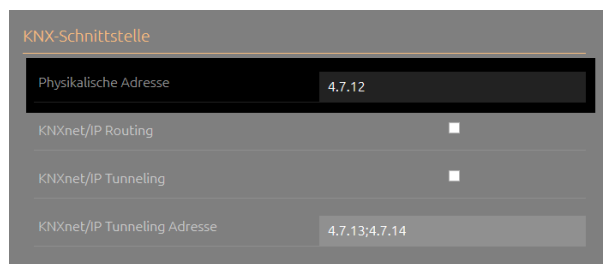 KNX-Schnittstelle
Physikalische Adresse 4.7.12
KNXnet/IP Routing
KNXnet/IP Tunneling
KNXnet/IP Tunneling Adresse 4.7.13;4.7.14